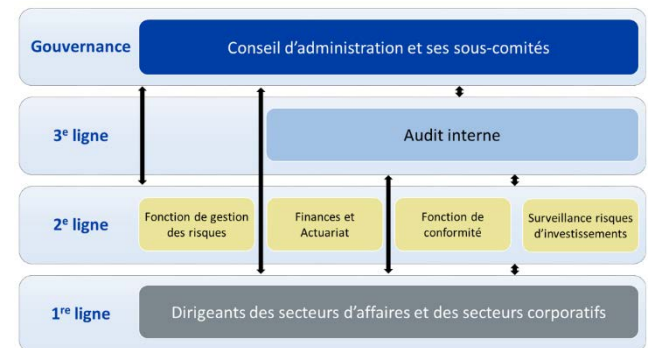 Gouvernance
Conseil d'administration et ses sous-comités
3e ligne
Audit interne
2e ligne
Fonction de gestion
des risques
Finances et
Actuariat
Fonction de
conformité
Surveillance risques
d'investissements
1re ligne
Dirigeants des secteurs d'affaires et des secteurs corporatifs